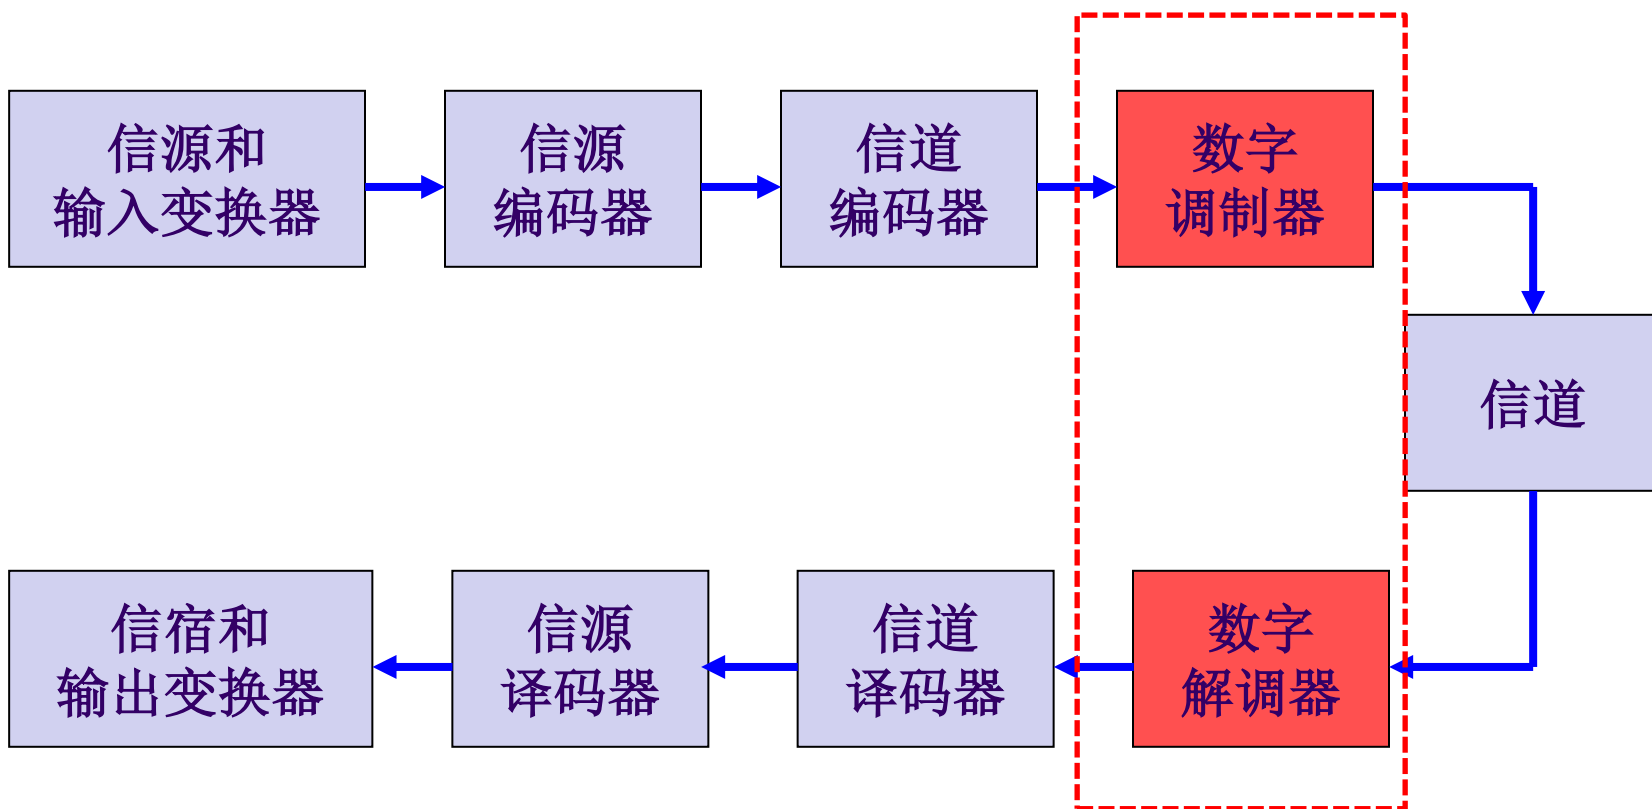 信源和
输入变换器
信源
编码器
信道
编码器
数字
调制器
信道
信宿和
输出变换器
信源
译码器
信道
译码器
数字
解调器